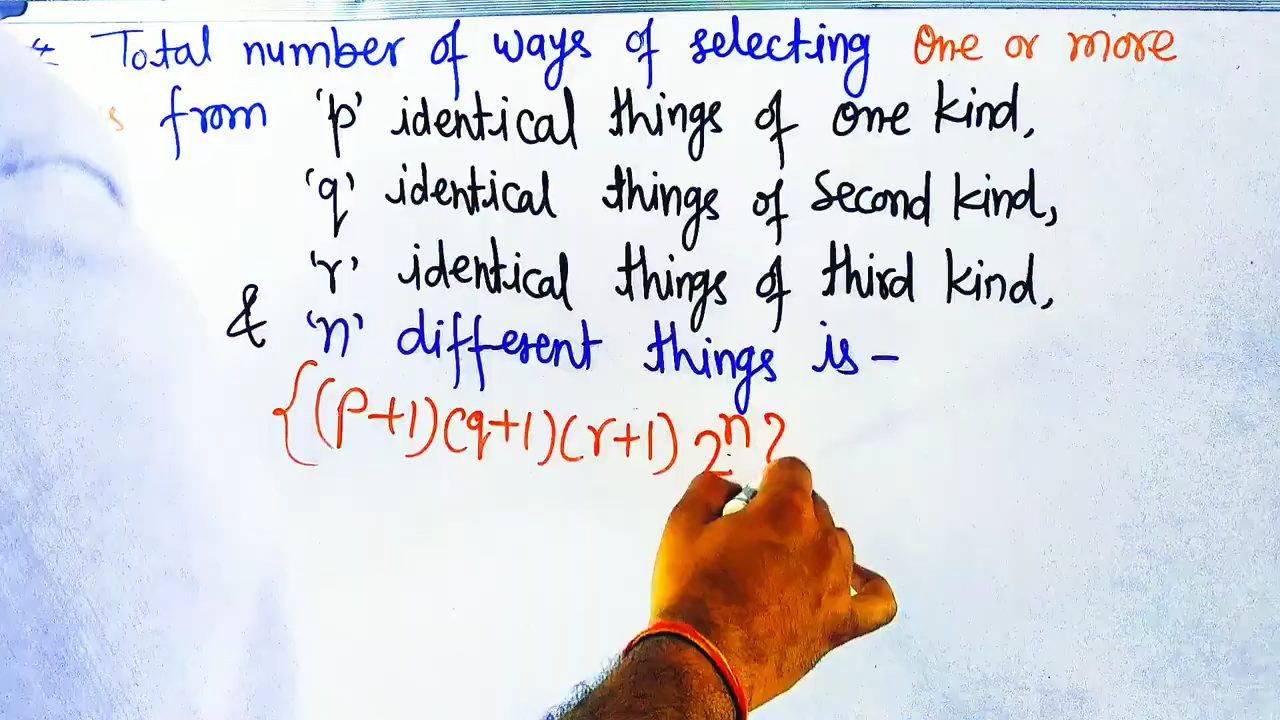 Total number of ways of selecting one or more
from 'p' identical things of one kind,
'q' identical things of second kind,
'r' identical things of third kind,
& 'n' different things is -
{(p+1)(q+1)(r+1) 2ⁿ